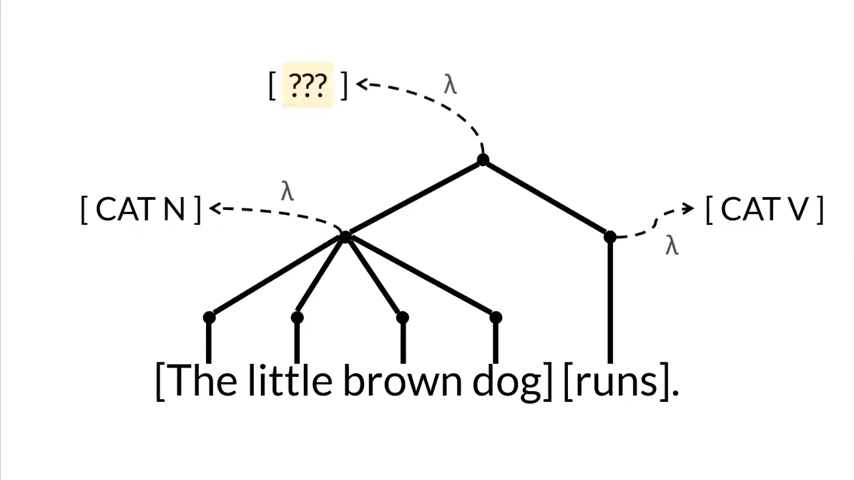 [ ??? ]
λ
[ CAT N ]
λ
[ CAT V ]
λ
[The little brown dog] [runs].